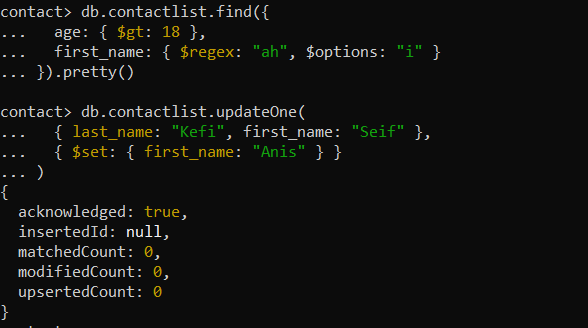 contact> db.contactlist.find({
...   age: { $gt: 18 },
...   first_name: { $regex: "ah", $options: "i" }
... }).pretty()

contact> db.contactlist.updateOne(
...   { last_name: "Kefi", first_name: "Seif" },
...   { $set: { first_name: "Anis" } }
... )
{
  acknowledged: true,
  insertedId: null,
  matchedCount: 0,
  modifiedCount: 0,
  upsertedCount: 0
}